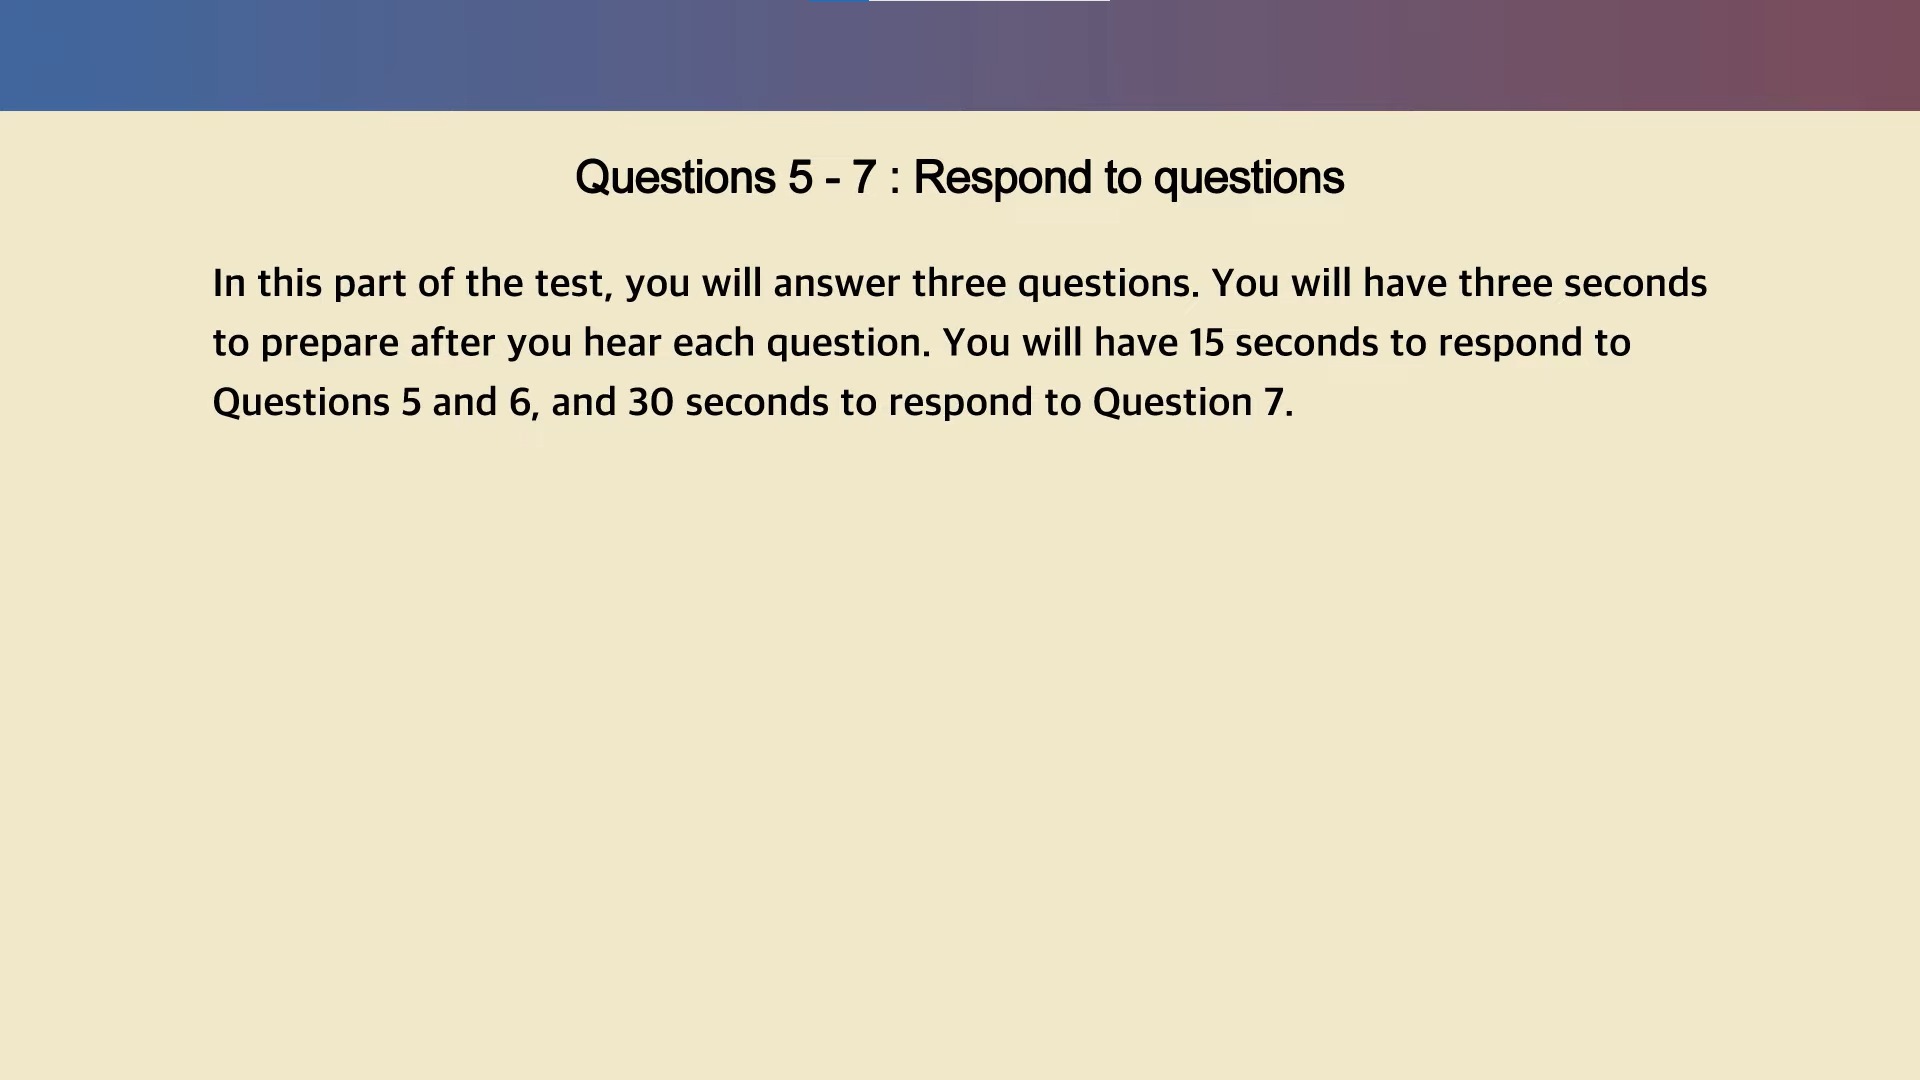 Questions 5 - 7 : Respond to questions
In this part of the test, you will answer three questions. You will have three seconds
to prepare after you hear each question. You will have 15 seconds to respond to
Questions 5 and 6, and 30 seconds to respond to Question 7.